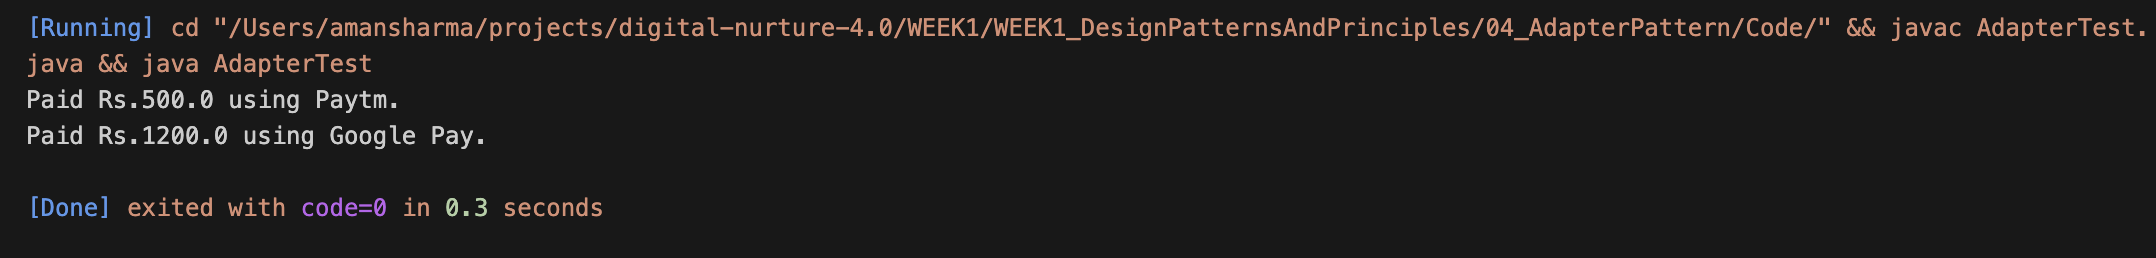 [Running] cd "/Users/amansharma/projects/digital-nurture-4.0/WEEK1/WEEK1_DesignPatternsAndPrinciples/04_AdapterPattern/Code/" && javac AdapterTest.
java && java AdapterTest
Paid Rs.500.0 using Paytm.
Paid Rs.1200.0 using Google Pay.
[Done] exited with code=0 in 0.3 seconds